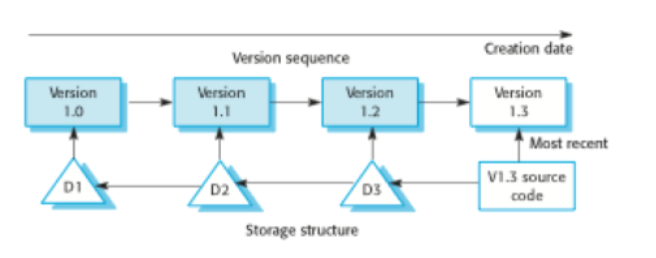 Creation date
Version sequence
Version
1.0
Version
1.1
Version
1.2
Version
1.3
Most recent
D1
D2
D3
V1.3 source
code
Storage structure